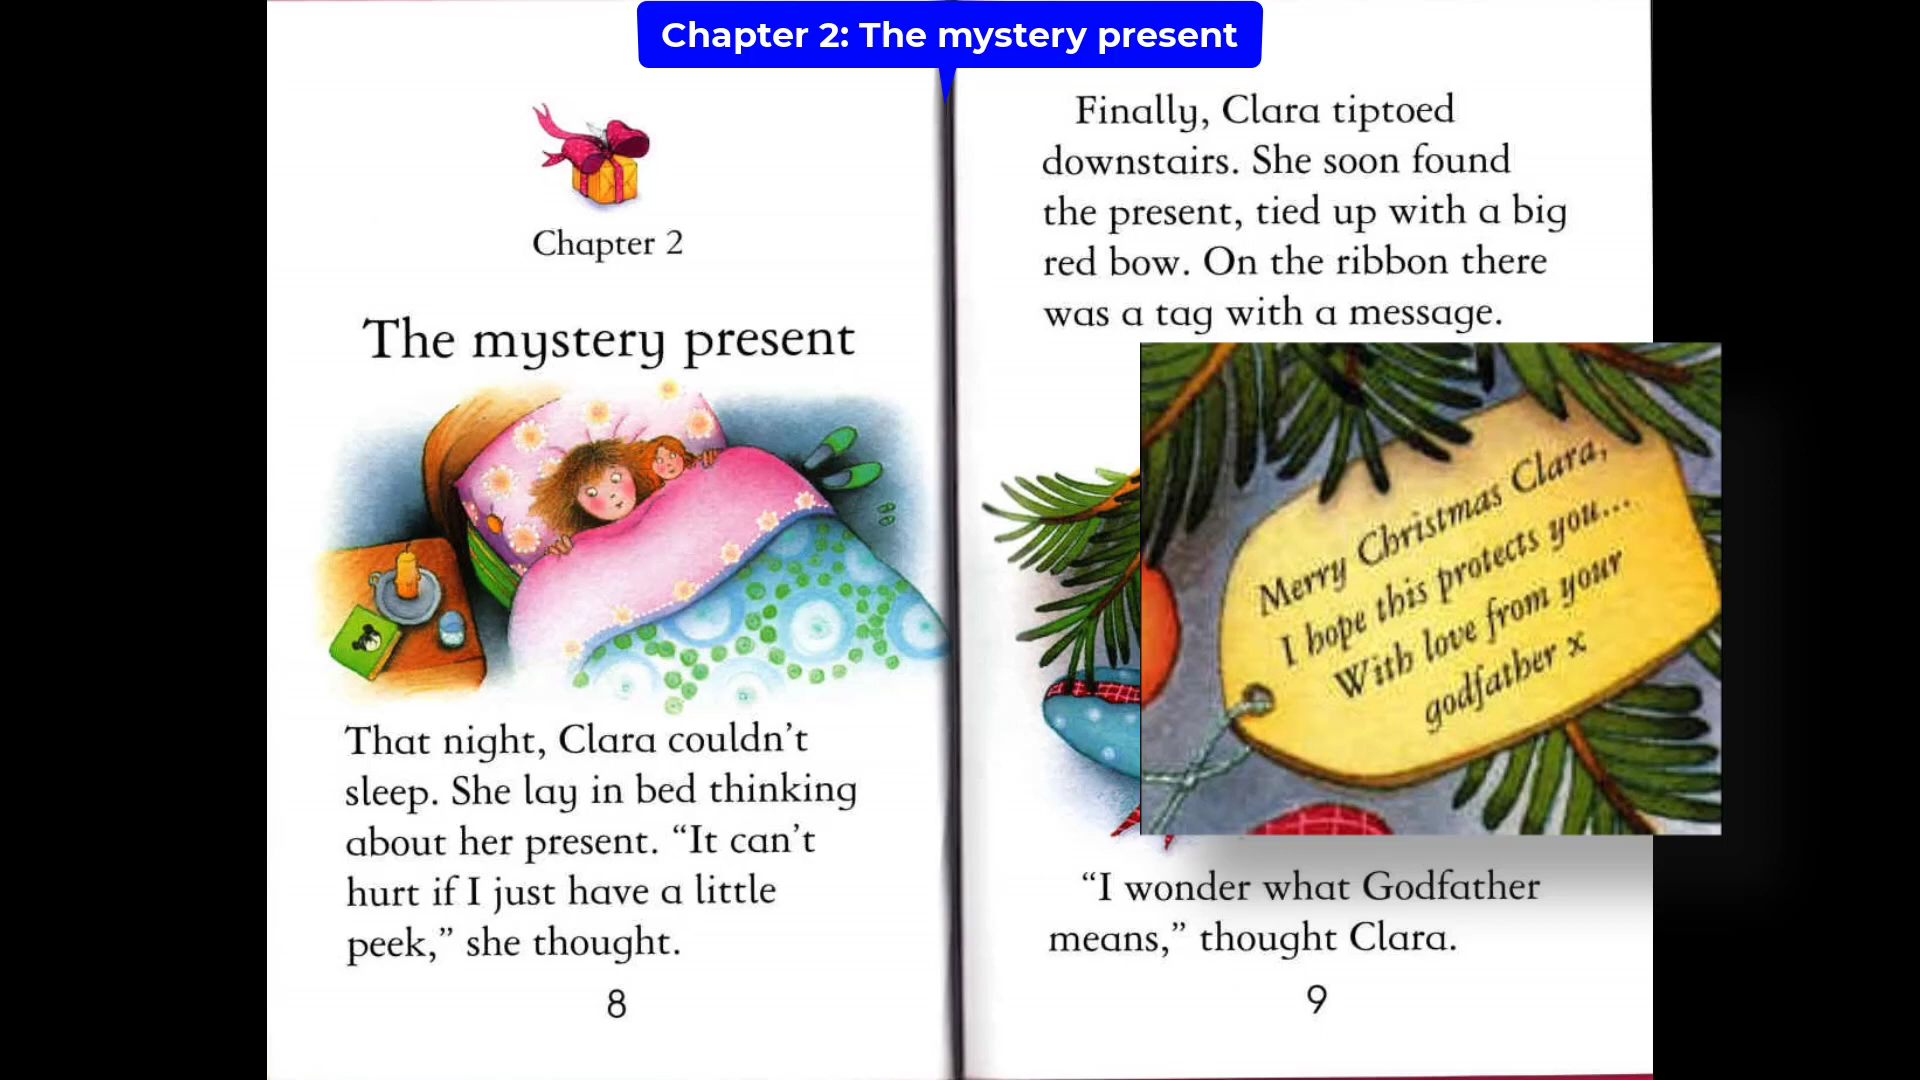 Chapter 2: The mystery present
Chapter 2
The mystery present
That night, Clara couldn't
sleep. She lay in bed thinking
about her present. “It can't
hurt if I just have a little
peek,” she thought.
8
Finally, Clara tiptoed
downstairs. She soon found
the present, tied up with a big
red bow. On the ribbon there
was a tag with a message.
Merry Christmas Clara,
I hope this protects you...
With love from your
godfather x
“I wonder what Godfather
means,” thought Clara.
9